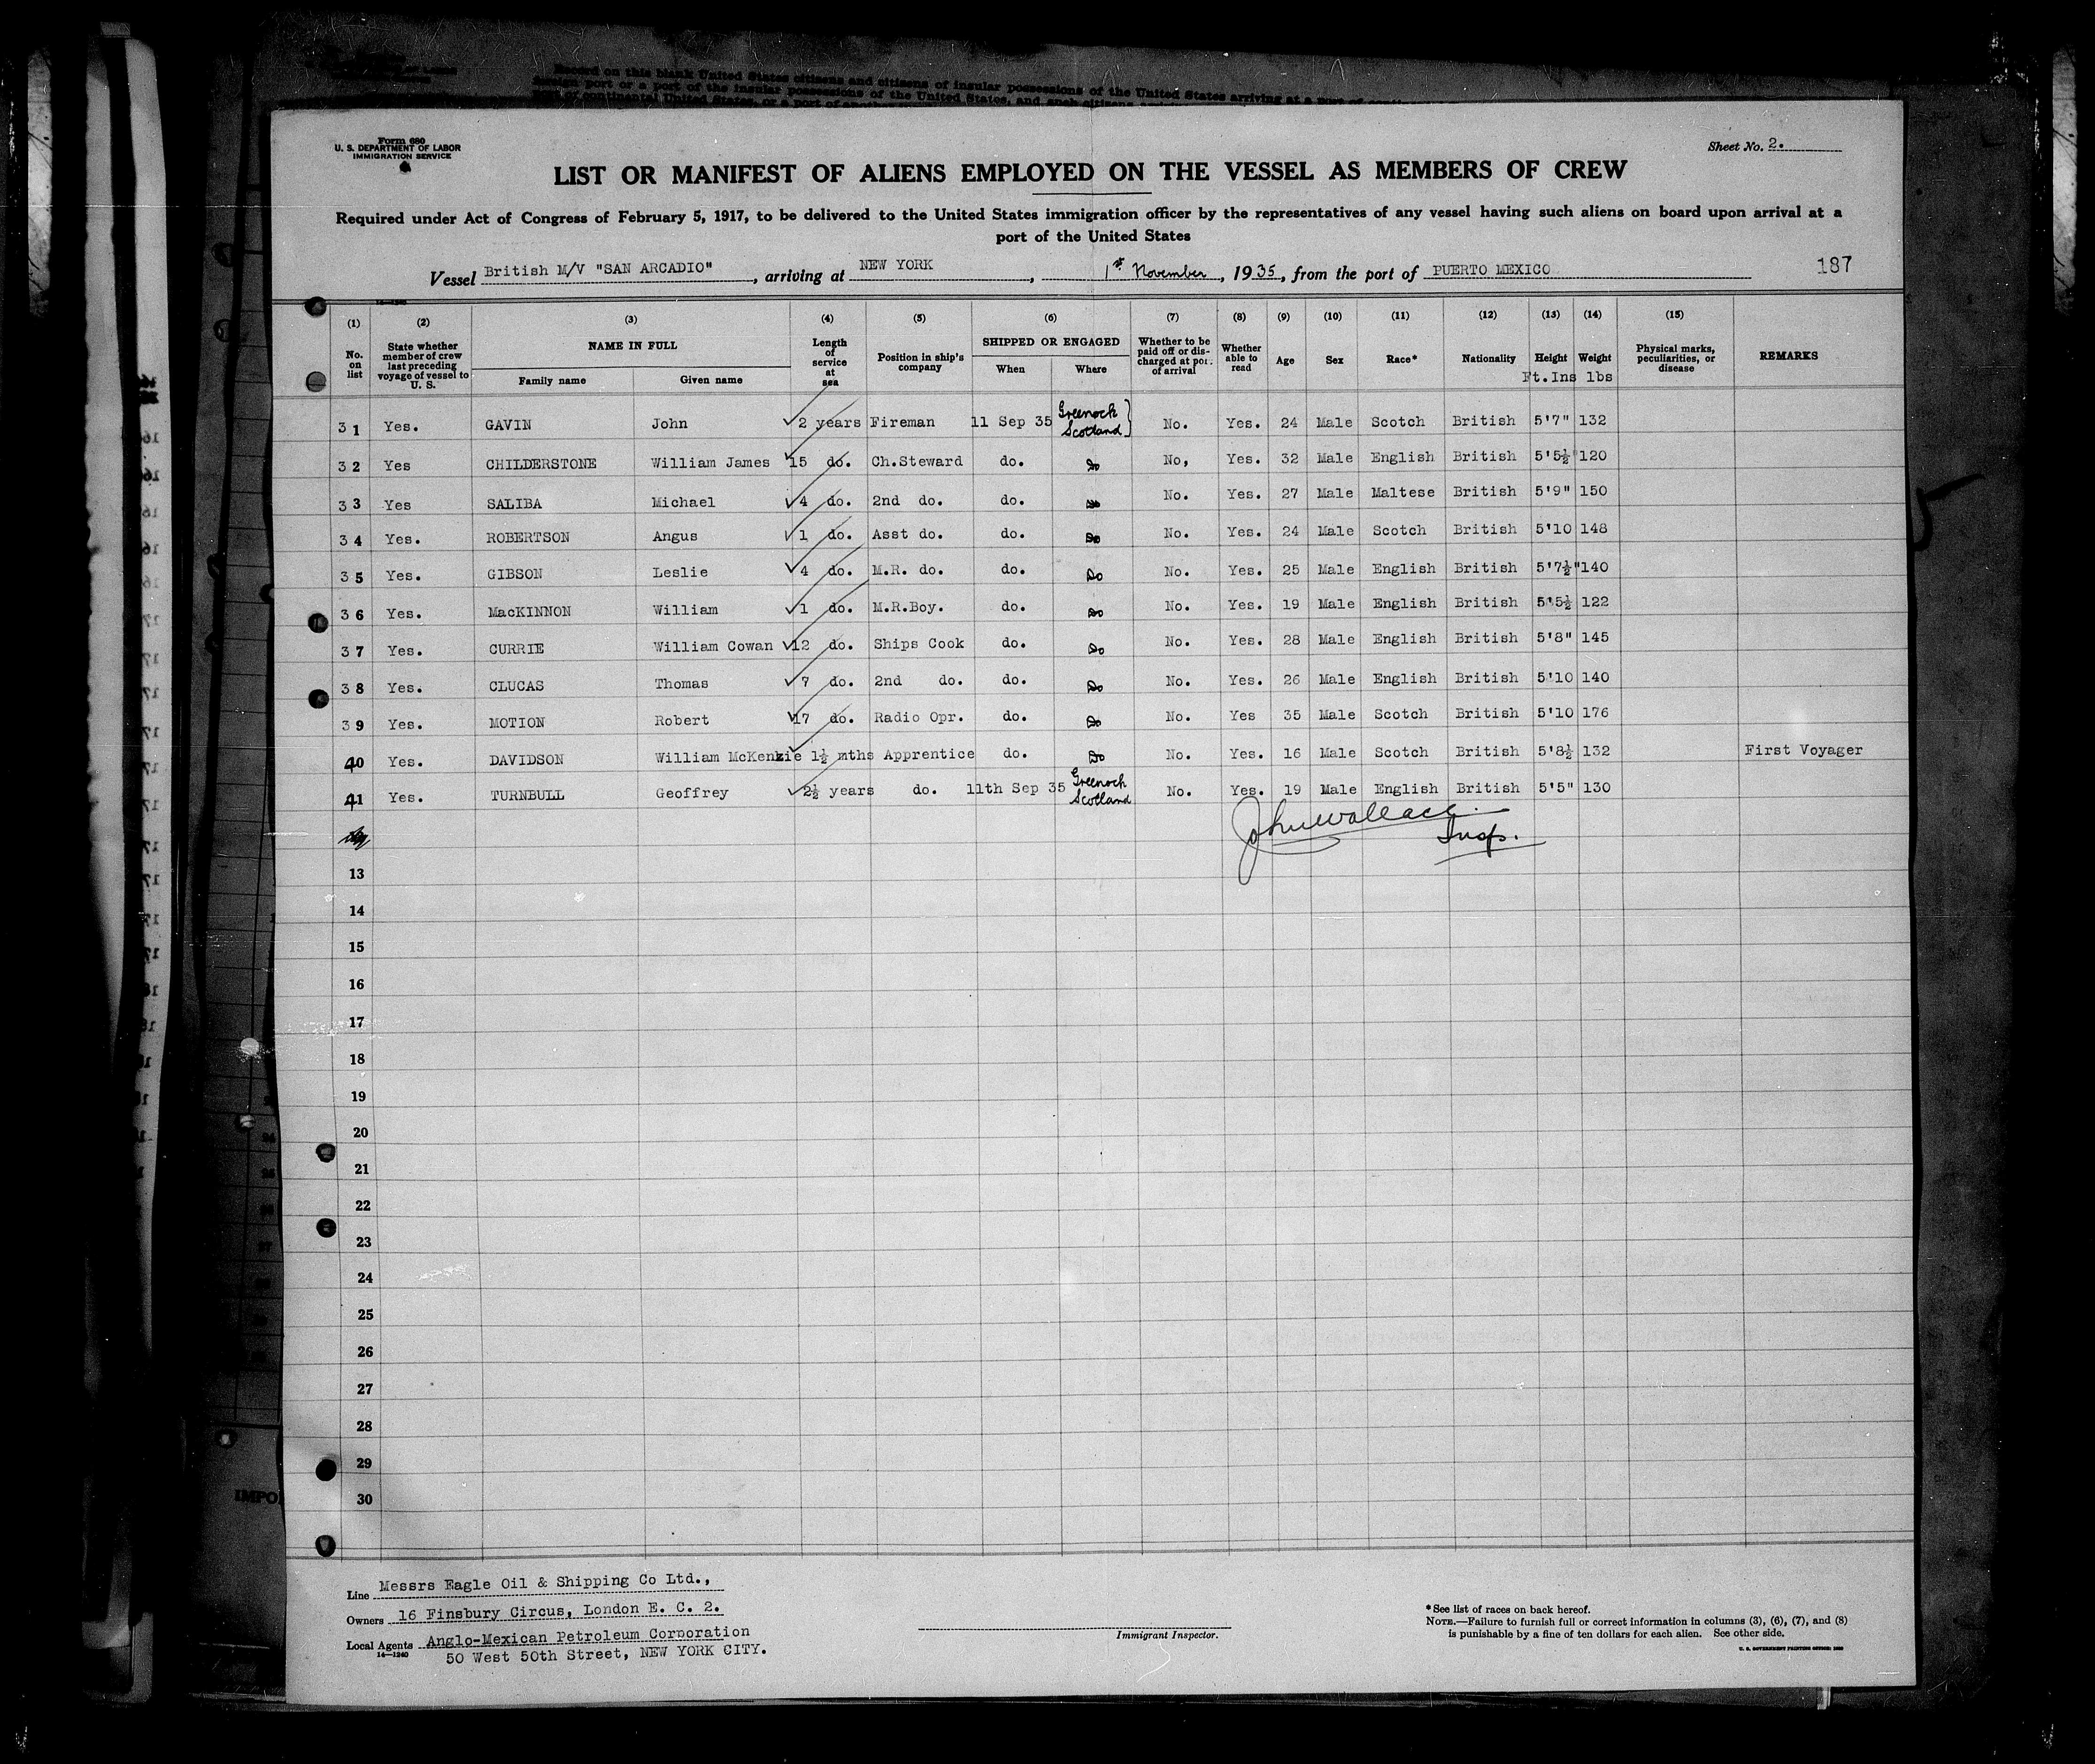 Form 680
U. S. DEPARTMENT OF LABOR
IMMIGRATION SERVICE
Sheet No. 2.
LIST OR MANIFEST OF ALIENS EMPLOYED ON THE VESSEL AS MEMBERS OF CREW
Required under Act of Congress of February 5, 1917, to be delivered to the United States immigration officer by the representatives of any vessel having such aliens on board upon arrival at a
port of the United States
Vessel British M/V "SAN ARCADIO", arriving at NEW YORK, 1st November, 1935, from the port of PUERTO MEXICO 187
(1) (2) (3) (4) (5) (6) (7) (8) (9) (10) (11) (12) (13) (14) (15)
No. on list State whether member of crew last preceding voyage of vessel to U. S. NAME IN FULL Family name Given name Length of service at sea Position in ship's company SHIPPED OR ENGAGED When Where Whether to be paid off or discharged at port of arrival Whether able to read Age Sex Race* Nationality Height Ft.Ins Weight lbs Physical marks, peculiarities, or disease REMARKS
31 Yes. GAVIN John 2 years Fireman 11 Sep 35 Greenock Scotland No. Yes. 24 Male Scotch British 5'7" 132
32 Yes CHILDERSTONE William James 15 do. Ch.Steward do. do No, Yes. 32 Male English British 5'5½" 120
33 Yes SALIBA Michael 4 do. 2nd do. do. do No. Yes. 27 Male Maltese British 5'9" 150
34 Yes. ROBERTSON Angus 1 do. Asst do. do. Do No. Yes. 24 Male Scotch British 5'10 148
35 Yes. GIBSON Leslie 4 do. M.R. do. do. Do No. Yes. 25 Male English British 5'7½" 140
36 Yes. MacKINNON William 1 do. M.R.Boy. do. Do No. Yes. 19 Male English British 5'5½ 122
37 Yes. CURRIE William Cowan 12 do. Ships Cook do. Do No. Yes. 28 Male English British 5'8" 145
38 Yes. CLUCAS Thomas 7 do. 2nd do. do. Do No. Yes. 26 Male English British 5'10 140
39 Yes. MOTION Robert 17 do. Radio Opr. do. Do No. Yes 35 Male Scotch British 5'10 176
40 Yes. DAVIDSON William McKenzie 1½ mths Apprentice do. Do No. Yes. 16 Male Scotch British 5'8½ 132 First Voyager
41 Yes. TURNBULL Geoffrey 2½ years do. 11th Sep 35 Greenock Scotland No. Yes. 19 Male English British 5'5" 130
John Wallace
Insp.
13
14
15
16
17
18
19
20
21
22
23
24
25
26
27
28
29
30
Line Messrs Eagle Oil & Shipping Co Ltd.,
Owners 16 Finsbury Circus, London E. C. 2.
Local Agents Anglo-Mexican Petroleum Corporation
14—1240 50 West 50th Street, NEW YORK CITY.
Immigrant Inspector.
*See list of races on back hereof.
NOTE.—Failure to furnish full or correct information in columns (3), (6), (7), and (8)
is punishable by a fine of ten dollars for each alien. See other side.